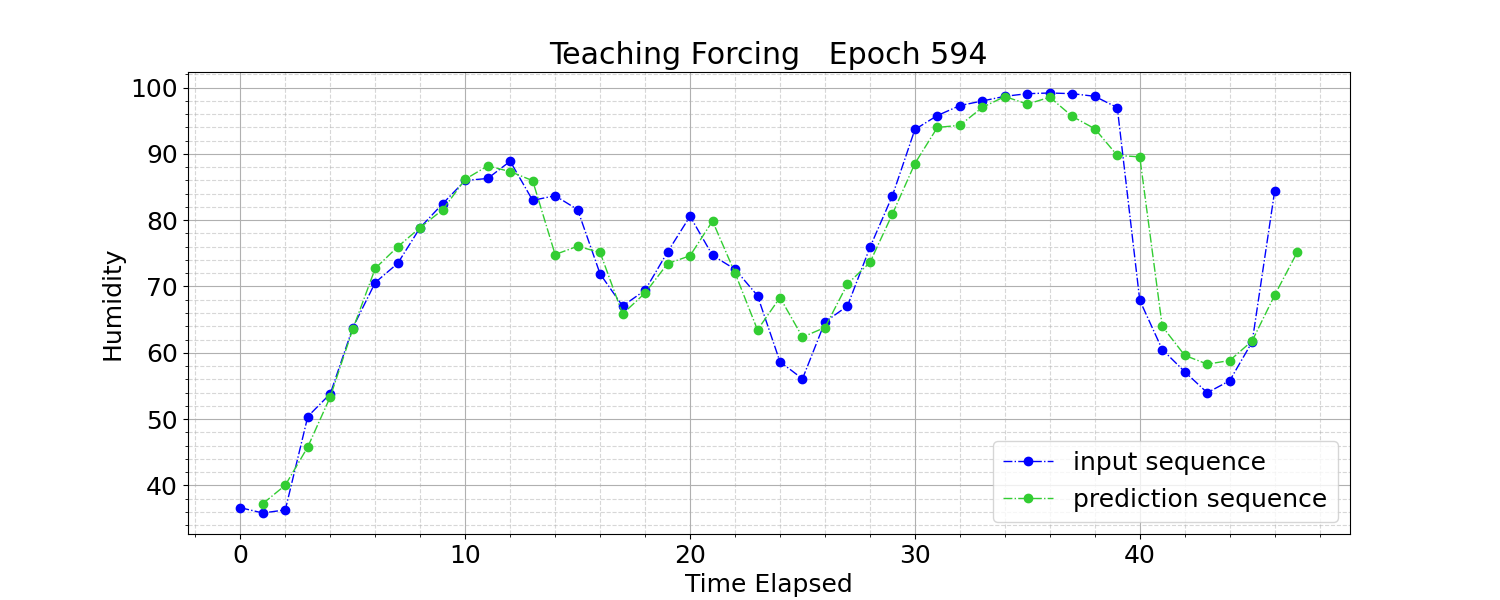 Teaching Forcing   Epoch 594
100
90
80
70
60
50
40
Humidity
input sequence
prediction sequence
0 10 20 30 40
Time Elapsed